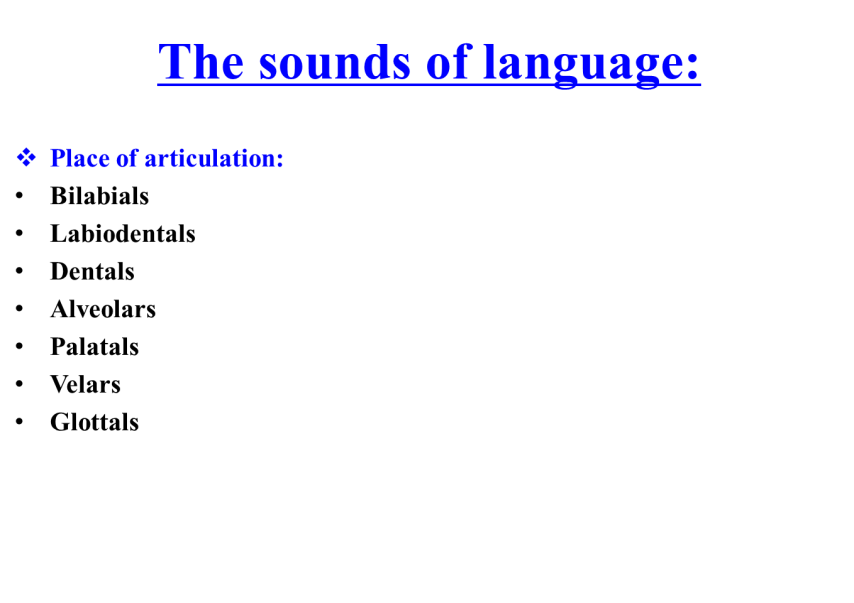 The sounds of language:
❖ Place of articulation:
• Bilabials
• Labiodentals
• Dentals
• Alveolars
• Palatals
• Velars
• Glottals